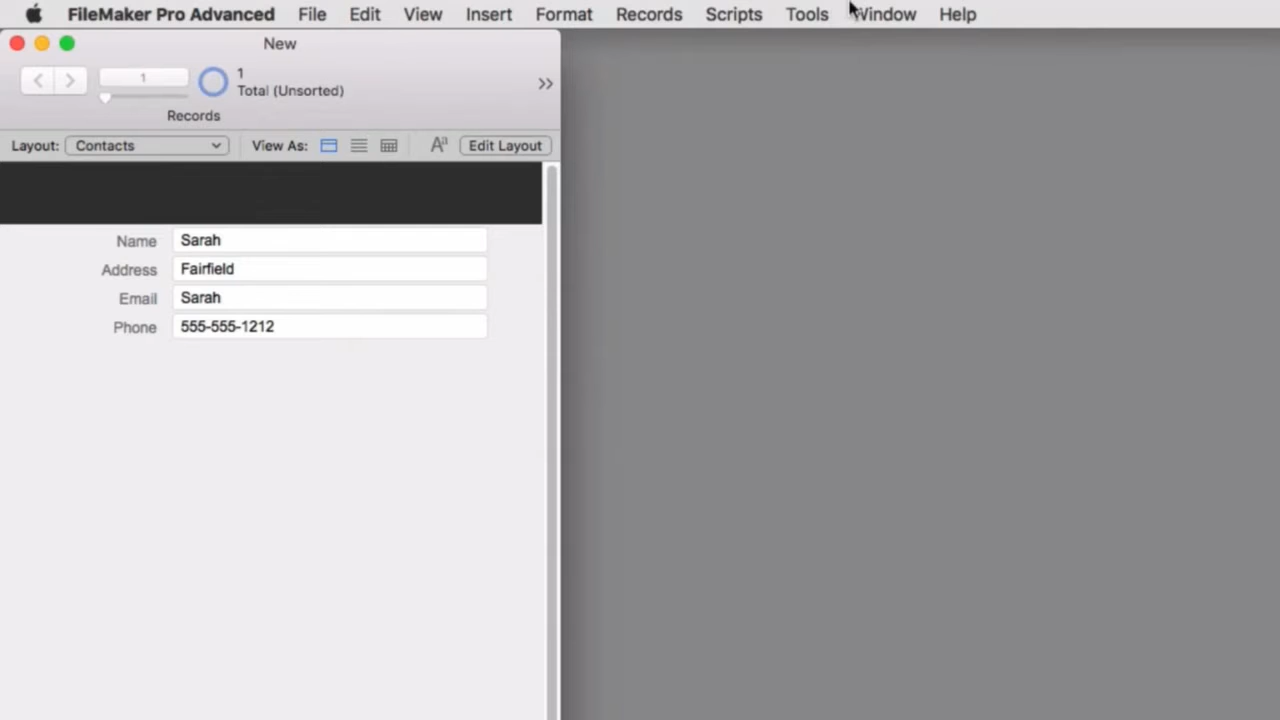 FileMaker Pro Advanced File Edit View Insert Format Records Scripts Tools Window Help
New
1
1
Total (Unsorted)
Records
Layout: Contacts View As: Aa Edit Layout
Name Sarah
Address Fairfield
Email Sarah
Phone 555-555-1212